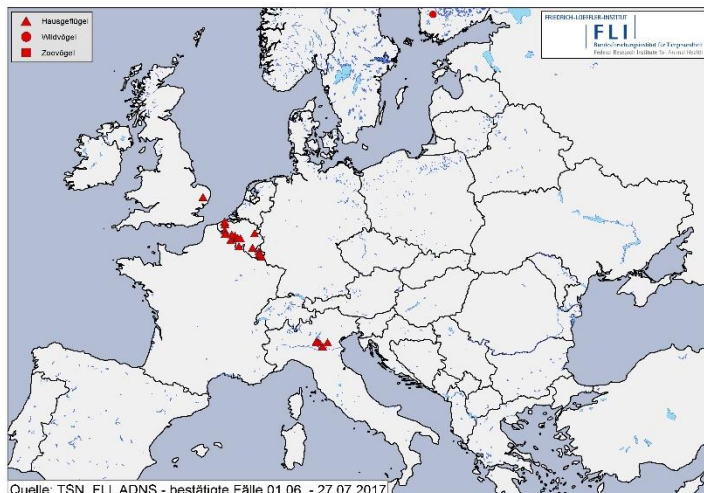 Hausgeflügel
Wildvögel
Zoovögel
FRIEDRICH-LOEFFLER-INSTITUT
FLI
Bundesforschungsinstitut für Tiergesundheit
Federal Research Institute for Animal Health
Quelle: TSN, FLI, ADNS - bestätigte Fälle 01.06. - 27.07.2017